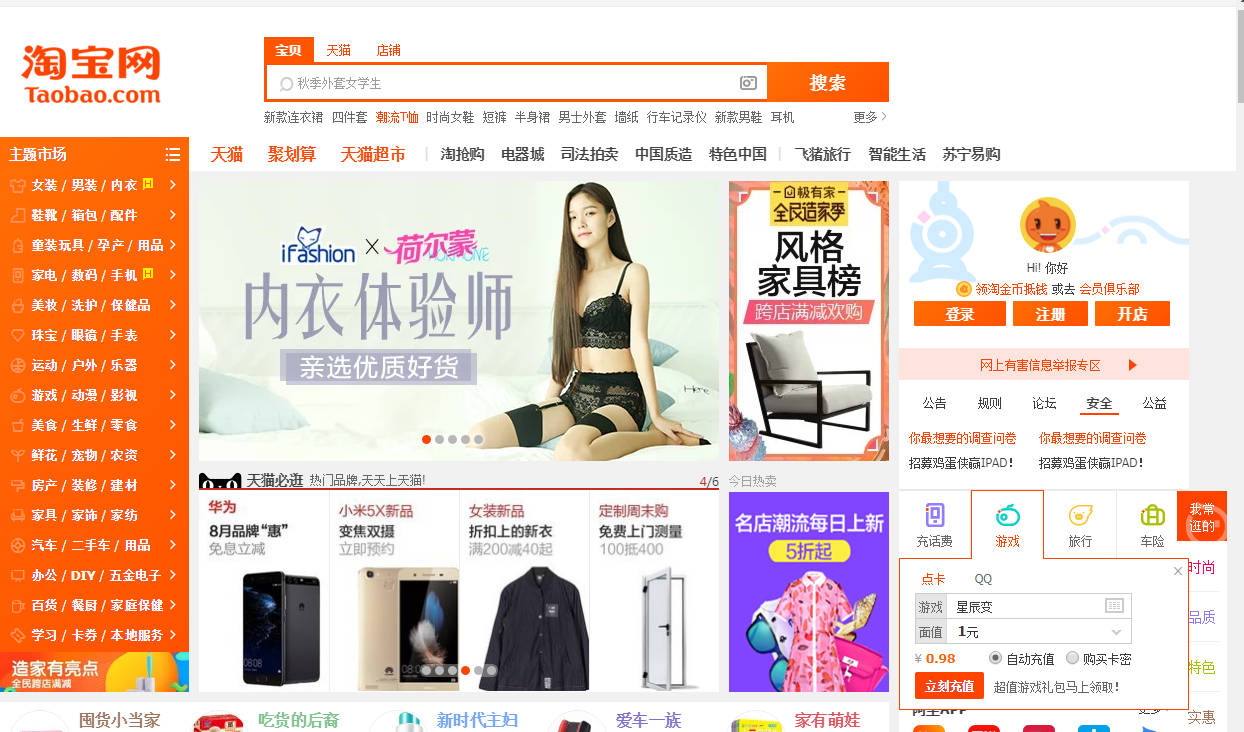 淘宝网
Taobao.com
宝贝 天猫 店铺
秋季外套女学生
搜索
新款连衣裙 四件套 潮流T恤 时尚女鞋 短裤 半身裙 男士外套 墙纸 行车记录仪 新款男鞋 耳机 更多
主题市场
天猫 聚划算 天猫超市 淘抢购 电器城 司法拍卖 中国质造 特色中国 飞猪旅行 智能生活 苏宁易购
女装 / 男装 / 内衣
鞋靴 / 箱包 / 配件
童装玩具 / 孕产 / 用品
家电 / 数码 / 手机
美妆 / 洗护 / 保健品
珠宝 / 眼镜 / 手表
运动 / 户外 / 乐器
游戏 / 动漫 / 影视
美食 / 生鲜 / 零食
鲜花 / 宠物 / 农资
房产 / 装修 / 建材
家具 / 家饰 / 家纺
汽车 / 二手车 / 用品
办公 / DIY / 五金电子
百货 / 餐厨 / 家庭保健
学习 / 卡券 / 本地服务
造家有亮点
全民跨店满减
iFashion X 荷尔蒙
HORMONE
内衣体验师
亲选优质好货
Here
极有家
全民造家季
风格
家具榜
跨店满减欢购
Hi! 你好
领淘金币抵钱 或去 会员俱乐部
登录 注册 开店
网上有害信息举报专区
公告 规则 论坛 安全 公益
你最想要的调查问卷 你最想要的调查问卷
招募鸡蛋侠赢IPAD! 招募鸡蛋侠赢IPAD!
天猫必逛 热门品牌,天天上天猫! 4/6
华为
8月品牌“惠”
免息立减
小米5X新品
变焦双摄
立即预约
女装新品
折扣上的新衣
满200减40起
定制周末购
免费上门测量
100抵400
08:08
今日热卖
名店潮流每日上新
5折起
充话费 游戏 旅行 车险
我常
逛的
点卡 QQ
游戏 星辰变
面值 1元
¥ 0.98 自动充值 购买卡密
立刻充值 超值游戏礼包马上领取!
时尚
品质
特色
实惠
囤货小当家 吃货的后裔 新时代主妇 爱车一族 家有萌娃